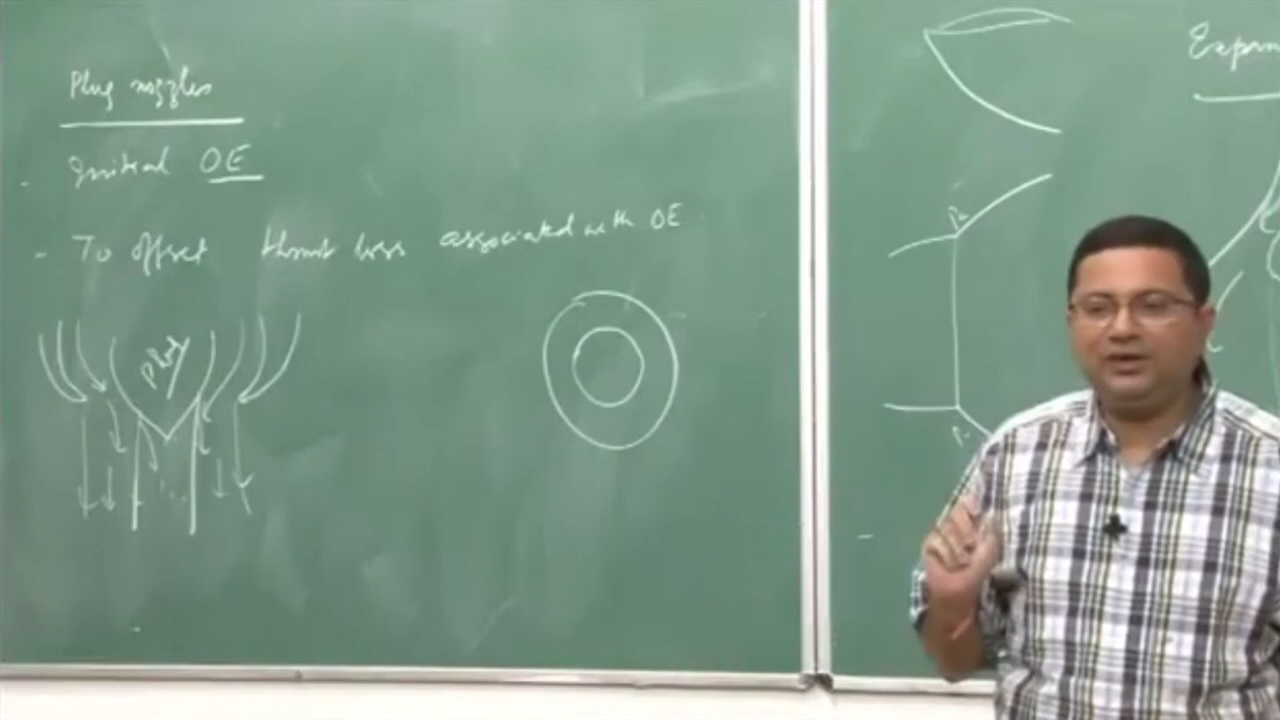 Plug nozzles
- Initial OE
- To offset thrust loss associated with OE
Plug